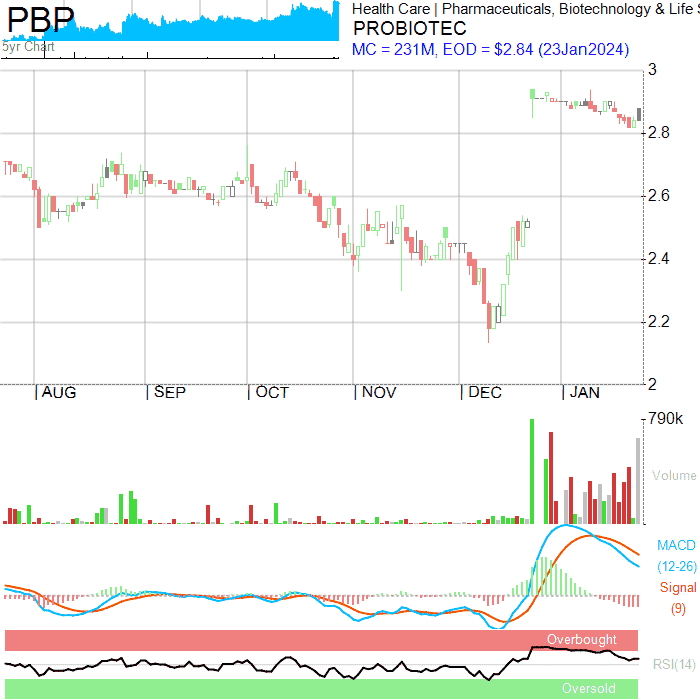 PBP
5yr Chart
Health Care | Pharmaceuticals, Biotechnology & Life
PROBIOTEC
MC = 231M, EOD = $2.84 (23Jan2024)
3
2.8
2.6
2.4
2.2
2
| AUG | SEP | OCT | NOV | DEC | JAN
790k
Volume
MACD
(12-26)
Signal
(9)
Overbought
RSI(14)
Oversold